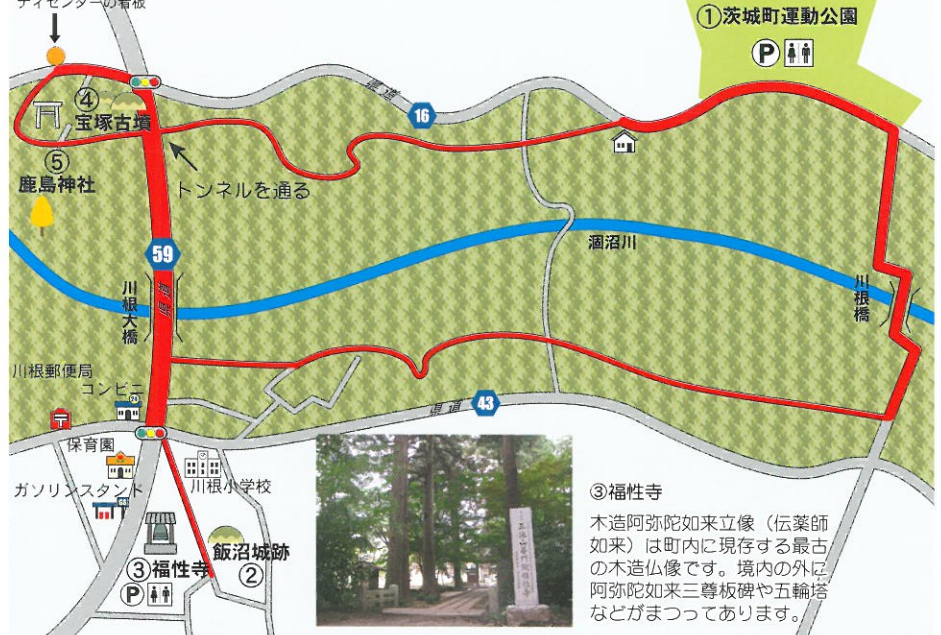 ティセンターの看板
①茨城町運動公園
P
県道
16
④
宝塚古墳
⑤
鹿島神社
トンネルを通る
59
県道
涸沼川
川根大橋
川根橋
川根郵便局
コンビニ
24
〒
県道
43
保育園
川根小学校
ガソリンスタンド
飯沼城跡
②
③福性寺
P
③福性寺
木造阿弥陀如来立像（伝薬師
如来）は町内に現存する最古
の木造仏像です。境内の外に
阿弥陀如来三尊板碑や五輪塔
などがまつってあります。